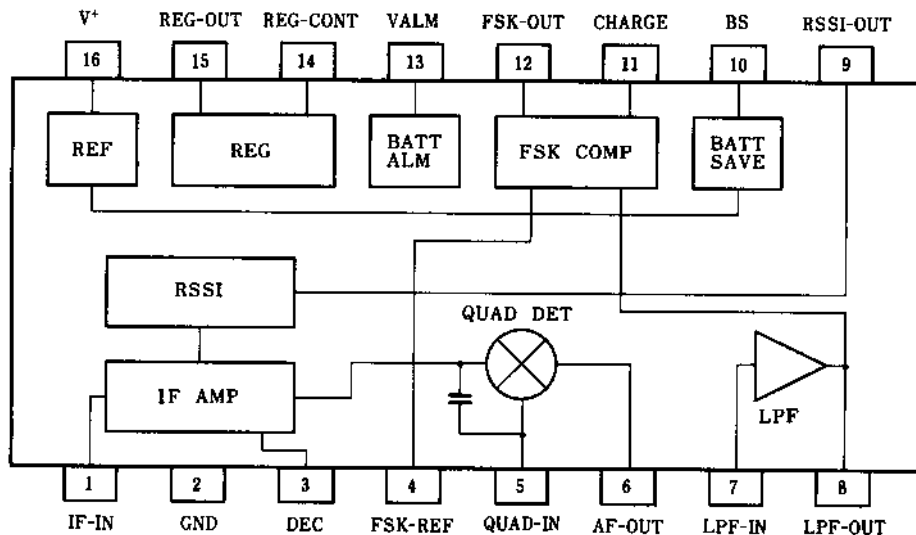 V+ REG-OUT REG-CONT VALM FSK-OUT CHARGE BS RSSI-OUT
16 15 14 13 12 11 10 9
REF
REG
BATT
ALM
FSK COMP
BATT
SAVE
RSSI
QUAD DET
IF AMP
LPF
1 2 3 4 5 6 7 8
IF-IN GND DEC FSK-REF QUAD-IN AF-OUT LPF-IN LPF-OUT